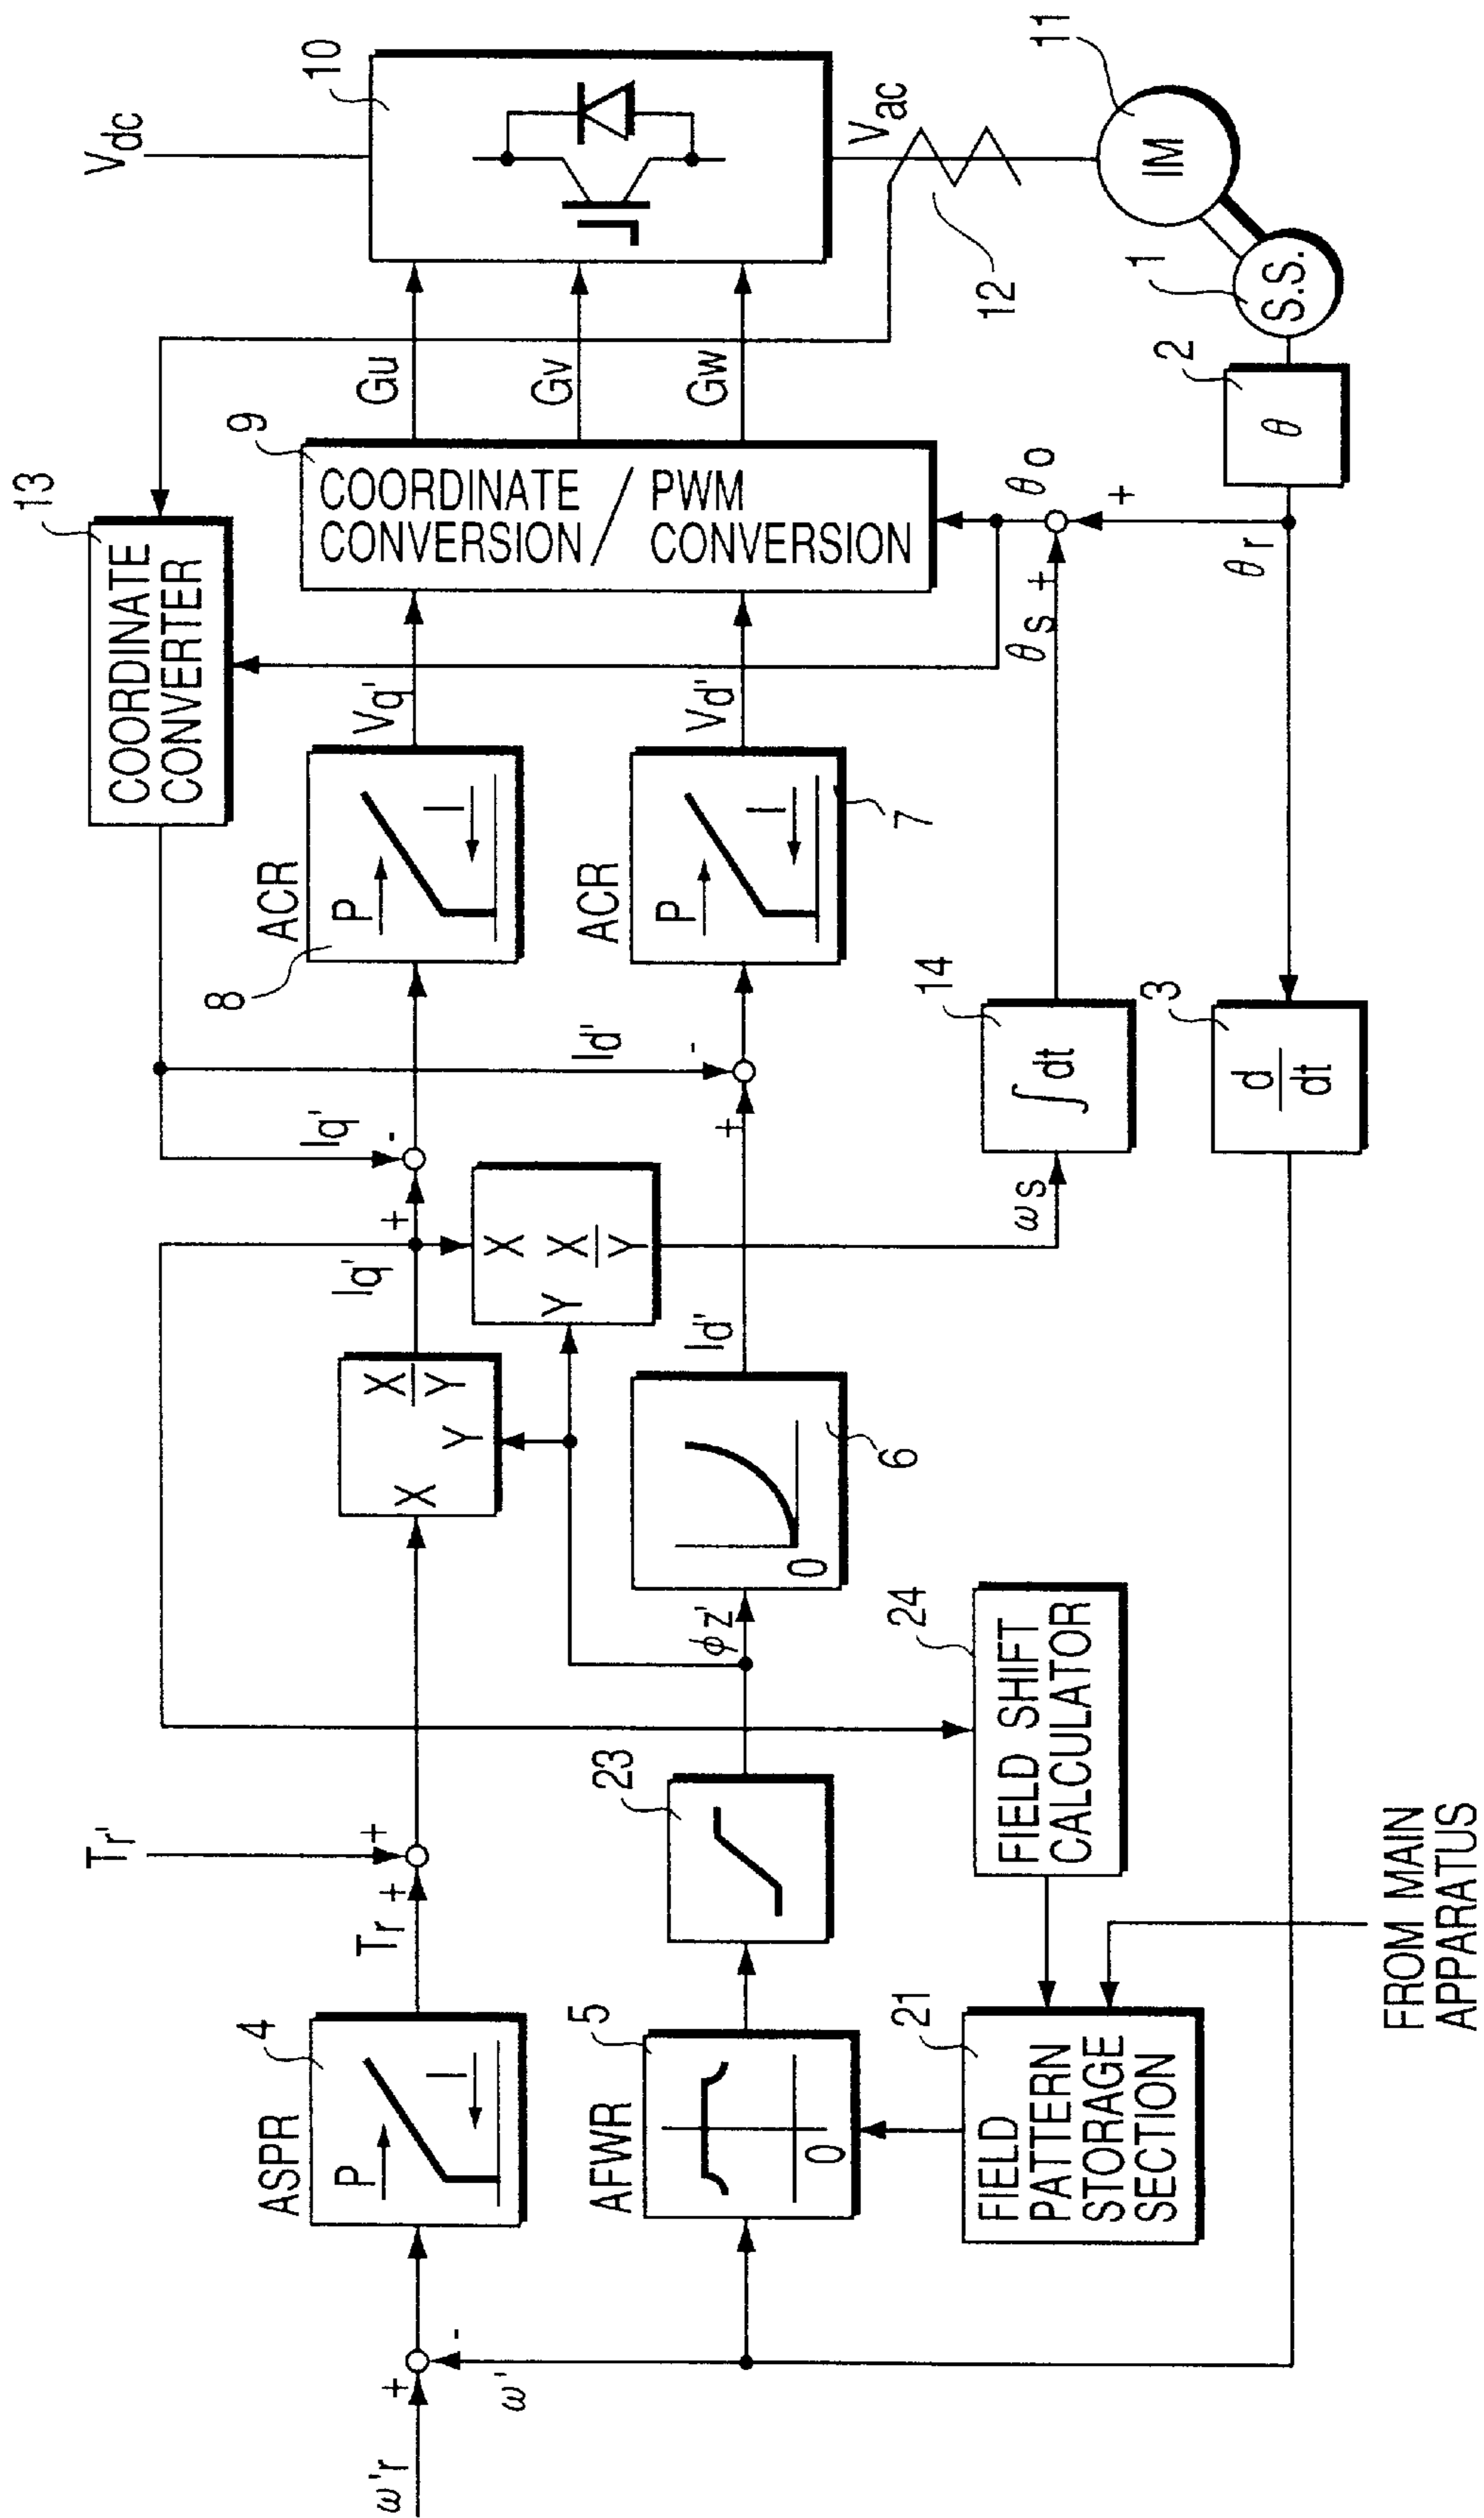 ω'r
+
-
ω'
ASPR
4
P
I
Tr
+
Tr'
+
X
Y
X
Y
Iq'
+
Iq'
-
X
Y
X
Y
ACR
8
P
I
Vq'
13
COORDINATE
CONVERTER
9
COORDINATE
CONVERSION
/
PWM
CONVERSION
Gu
Gv
Gw
10
Vdc
Vac
12
11
IM
1
S.S.
2
θ
AFWR
5
0
23
φz'
6
0
Id'
+
Id'
-
ACR
7
P
I
Vd'
21
FIELD
PATTERN
STORAGE
SECTION
24
FIELD SHIFT
CALCULATOR
FROM MAIN
APPARATUS
ωs
14
∫dt
θs
+
θo
+
θr
3
d
dt